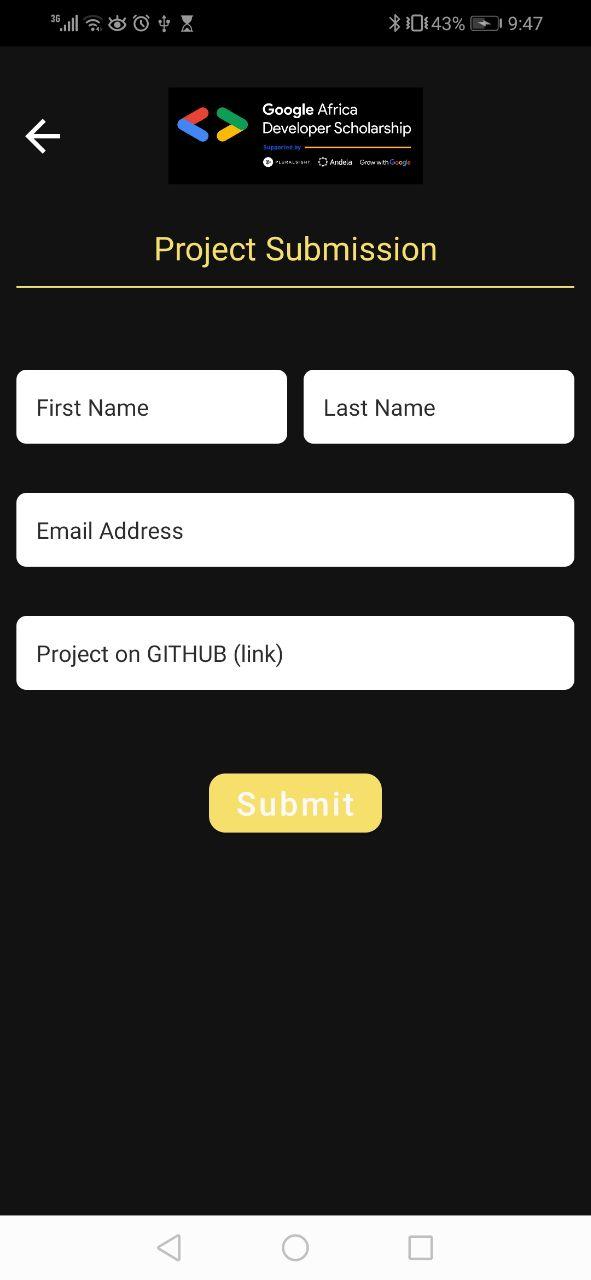 3G 43% 9:47
Google Africa
Developer Scholarship
Supported by
PLURALSIGHT Andela Grow with Google
Project Submission
First Name Last Name
Email Address
Project on GITHUB (link)
Submit